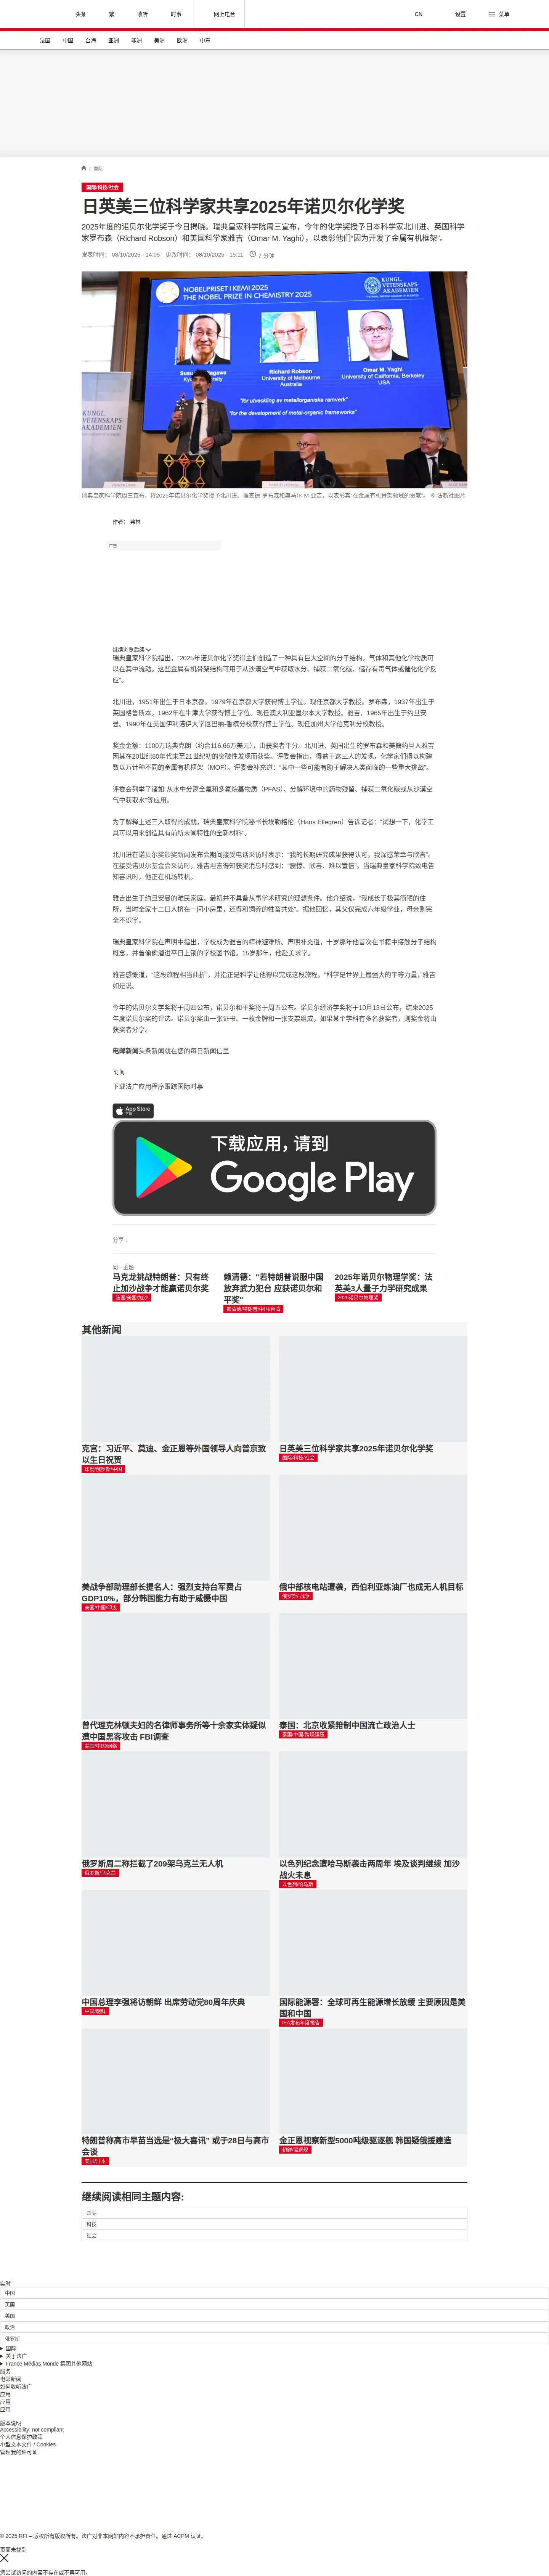 头条 繁 收听 时事 网上电台 CN 设置 菜单
法国 中国 台海 亚洲 非洲 美洲 欧洲 中东
/ 国际
国际/科技/社会
日英美三位科学家共享2025年诺贝尔化学奖
2025年度的诺贝尔化学奖于今日揭晓。瑞典皇家科学院周三宣布，今年的化学奖授予日本科学家北川进、英国科学
家罗布森（Richard Robson）和美国科学家雅吉（Omar M. Yaghi），以表彰他们“因为开发了金属有机框架”。
发表时间： 08/10/2025 - 14:05 更改时间： 08/10/2025 - 15:11 7 分钟
NOBELPRISET I KEMI 2025
THE NOBEL PRIZE IN CHEMISTRY 2025
KUNGL.
VETENSKAPS
AKADEMIEN
Richard Robson
University of Melbourne
Australia
Omar M. Yaghi
University of California, Berkeley
USA
"för utveckling av metallorganiska ramverk"
"for the development of metal-organic frameworks"
KUNGL.
VETENSKAPS
AKADEMIEN
瑞典皇家科学院周三宣布，将2025年诺贝尔化学奖授予北川进、理查德·罗布森和奥马尔·M·亚吉，以表彰其“在金属有机骨架领域的贡献”。 © 法新社图片
作者： 弗林
广告
继续浏览后续
瑞典皇家科学院指出，“2025年诺贝尔化学奖得主们创造了一种具有巨大空间的分子结构，气体和其他化学物质可
以在其中流动。这些金属有机骨架结构可用于从沙漠空气中获取水分、捕获二氧化碳、储存有毒气体或催化化学反
应”。
北川进，1951年出生于日本京都。1979年在京都大学获得博士学位。现任京都大学教授。罗布森，1937年出生于
英国格鲁斯本。1962年在牛津大学获得博士学位。现任澳大利亚墨尔本大学教授。雅吉，1965年出生于约旦安
曼。1990年在美国伊利诺伊大学厄巴纳-香槟分校获得博士学位。现任加州大学伯克利分校教授。
奖金金额：1100万瑞典克朗（约合116.66万美元），由获奖者平分。北川进、英国出生的罗布森和美籍约旦人雅吉
因其在20世纪80年代末至21世纪初的突破性发现而获奖。评委会指出，得益于这三人的发现，化学家们得以构建
数以万计种不同的金属有机框架（MOF）。评委会补充道：“其中一些可能有助于解决人类面临的一些重大挑战”。
评委会列举了诸如“从水中分离全氟和多氟烷基物质（PFAS）、分解环境中的药物残留、捕获二氧化碳或从沙漠空
气中获取水”等应用。
为了解释上述三人取得的成就，瑞典皇家科学院秘书长埃勒格伦（Hans Ellegren）告诉记者：“试想一下，化学工
具可以用来创造具有前所未闻特性的全新材料”。
北川进在诺贝尔奖颁奖新闻发布会期间接受电话采访时表示：“我的长期研究成果获得认可，我深感荣幸与欣喜”。
在接受诺贝尔基金会采访时，雅吉坦言得知获奖消息时感到：“震惊、欣喜、难以置信”。当瑞典皇家科学院致电告
知喜讯时，他正在机场转机。
雅吉出生于约旦安曼的难民家庭，最初并不具备从事学术研究的理想条件。他介绍说，“我成长于极其简陋的住
所，当时全家十二口人挤在一间小房里，还得和饲养的牲畜共处”。据他回忆，其父仅完成六年级学业，母亲则完
全不识字。
瑞典皇家科学院在声明中指出，学校成为雅吉的精神避难所。声明补充道，十岁那年他首次在书籍中接触分子结构
概念，并曾偷偷溜进平日上锁的学校图书馆。15岁那年，他赴美求学。
雅吉感慨道，“这段旅程相当曲折”，并指正是科学让他得以完成这段旅程。“科学是世界上最强大的平等力量，”雅吉
如是说。
今年的诺贝尔文学奖将于周四公布，诺贝尔和平奖将于周五公布。诺贝尔经济学奖将于10月13日公布，结束2025
年度诺贝尔奖的评选。诺贝尔奖由一张证书、一枚金牌和一张支票组成。如果某个学科有多名获奖者，则奖金将由
获奖者分享。
电邮新闻头条新闻就在您的每日新闻信里
订阅
下载法广应用程序跟踪国际时事
App Store
下载
下载应用，请到
Google Play
分享 :
同一主题
马克龙挑战特朗普：只有终
止加沙战争才能赢诺贝尔奖
法国/美国/加沙
赖清德：“若特朗普说服中国
放弃武力犯台 应获诺贝尔和
平奖”
赖清德/特朗普/中国/台湾
2025年诺贝尔物理学奖：法
英美3人量子力学研究成果
2025诺贝尔物理奖
其他新闻
克宫：习近平、莫迪、金正恩等外国领导人向普京致
以生日祝贺
印度/俄罗斯/中国
日英美三位科学家共享2025年诺贝尔化学奖
国际/科技/社会
美战争部助理部长提名人：强烈支持台军费占
GDP10%，部分韩国能力有助于威慑中国
美国/中国/印太
俄中部核电站遭袭，西伯利亚炼油厂也成无人机目标
俄罗斯/ 战争
曾代理克林顿夫妇的名律师事务所等十余家实体疑似
遭中国黑客攻击 FBI调查
美国/中国/网络
泰国：北京收紧箝制中国流亡政治人士
泰国/中国/跨境镇压
俄罗斯周二称拦截了209架乌克兰无人机
俄罗斯/乌克兰
以色列纪念遭哈马斯袭击两周年 埃及谈判继续 加沙
战火未息
以色列/哈马斯
中国总理李强将访朝鲜 出席劳动党80周年庆典
中国/朝鲜
国际能源署：全球可再生能源增长放缓 主要原因是美
国和中国
IEA发布年度报告
特朗普称高市早苗当选是“极大喜讯” 或于28日与高市
会谈
美国/日本
金正恩视察新型5000吨级驱逐舰 韩国疑俄援建造
朝鲜/驱逐舰
继续阅读相同主题内容:
国际
科技
社会
实时
中国
英国
美国
政治
俄罗斯
国际
关于法广
France Médias Monde 集团其他网站
服务
电邮新闻
如何收听法广
应用
应用
应用
版本说明
Accessibility: not compliant
个人信息保护政策
小型文本文件 / Cookies
管理我的许可证
© 2025 RFI – 版权所有版权所有。法广对非本网站内容不承担责任。通过 ACPM 认证。
页面未找到
您尝试访问的内容不存在或不再可用。